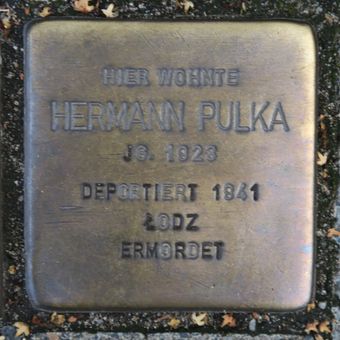 HIER WOHNTE
HERMANN PULKA
JG. 1923
DEPORTIERT 1941
ŁODZ
ERMORDET